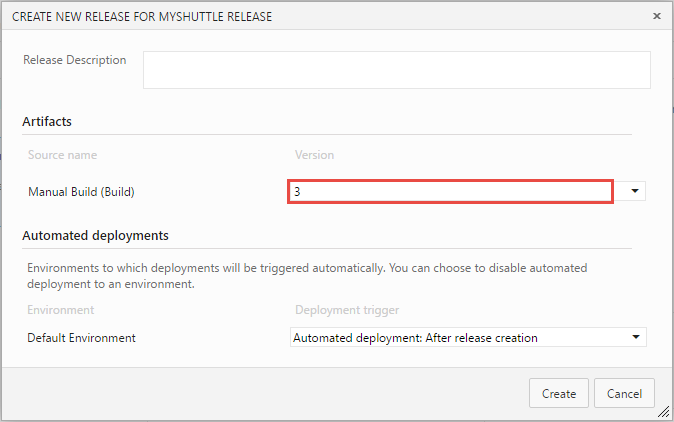 CREATE NEW RELEASE FOR MYSHUTTLE RELEASE
Release Description
Artifacts
Source name Version
Manual Build (Build) 3
Automated deployments
Environments to which deployments will be triggered automatically. You can choose to disable automated
deployment to an environment.
Environment Deployment trigger
Default Environment Automated deployment: After release creation
Create Cancel